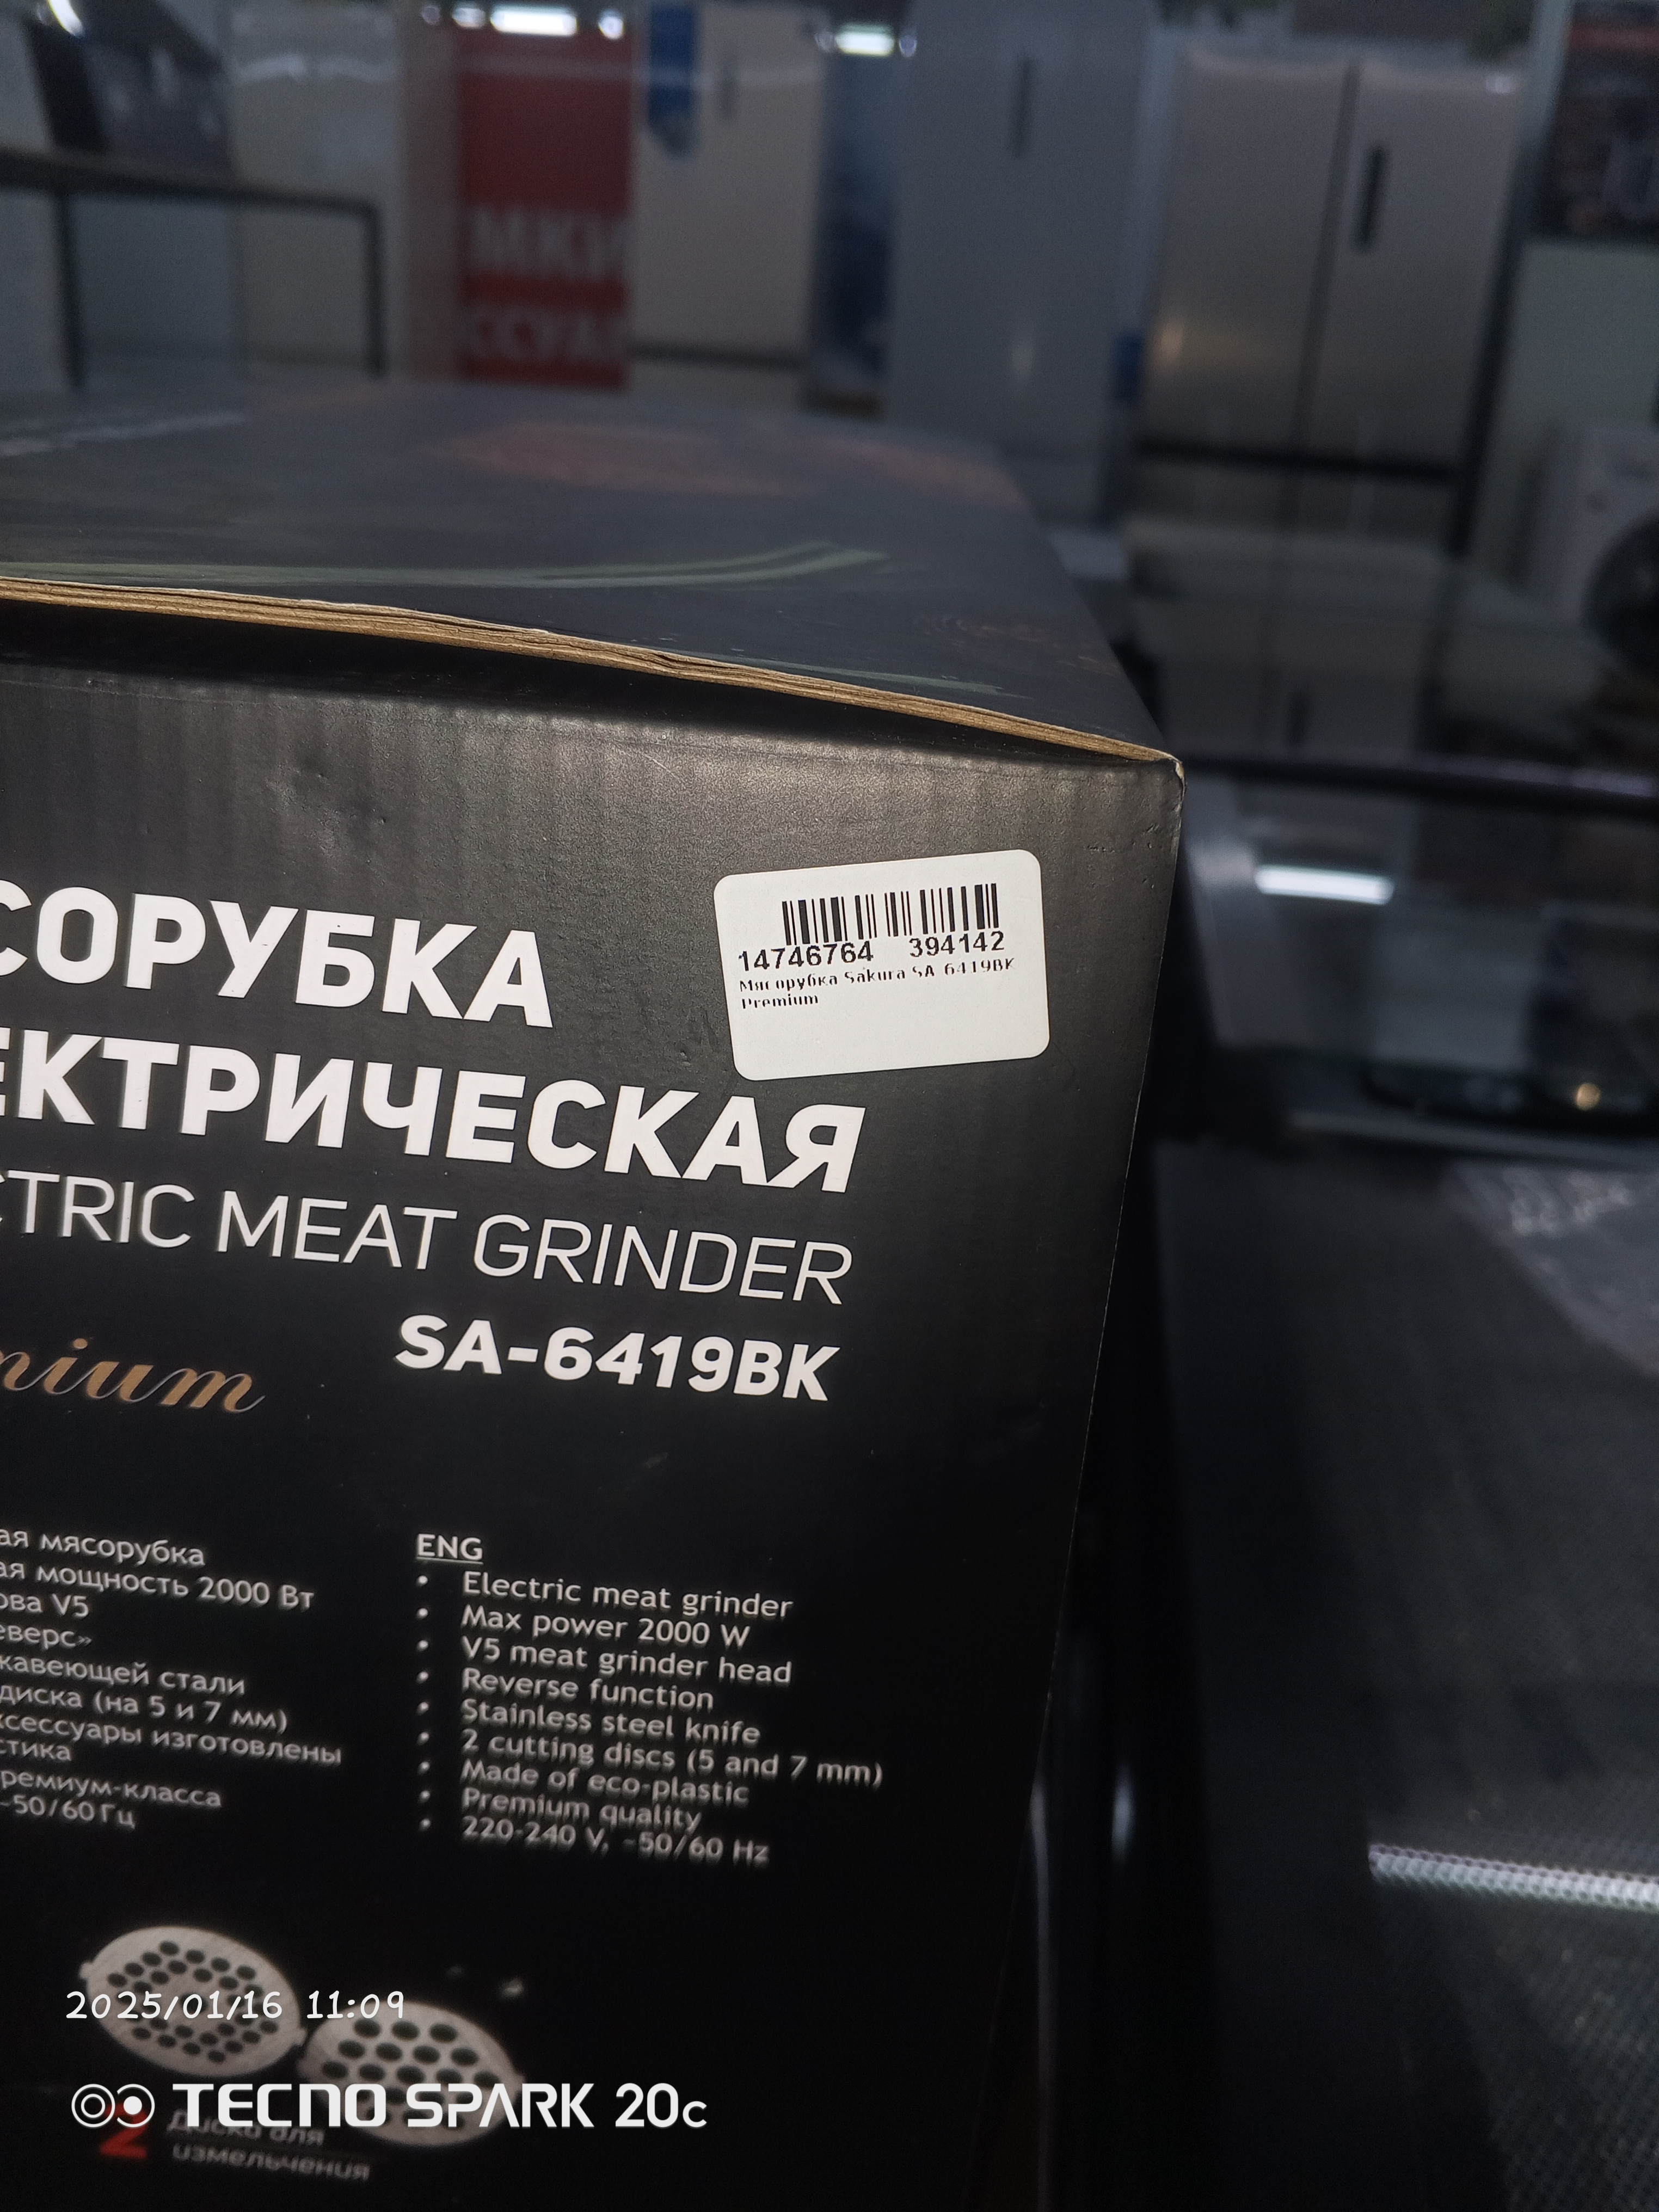 МКИ
ССУА
14746764 394142
Мясорубка Sakura SA 6419BK
Premium
СОРУБКА
ЕКТРИЧЕСКАЯ
CTRIC MEAT GRINDER
SA-6419BK
nium
ая мясорубка
ая мощность 2000 Вт
ова V5
еверс»
жавеющей стали
диска (на 5 и 7 мм)
ксессуары изготовлены
стика
ремиум-класса
~50/60 Гц
ENG
• Electric meat grinder
• Max power 2000 W
• V5 meat grinder head
• Reverse function
• Stainless steel knife
• 2 cutting discs (5 and 7 mm)
• Made of eco-plastic
• Premium quality
• 220-240 V, ~50/60 Hz
2025/01/16 11:09
TECNO SPARK 20c
2 Диска для
измельчения